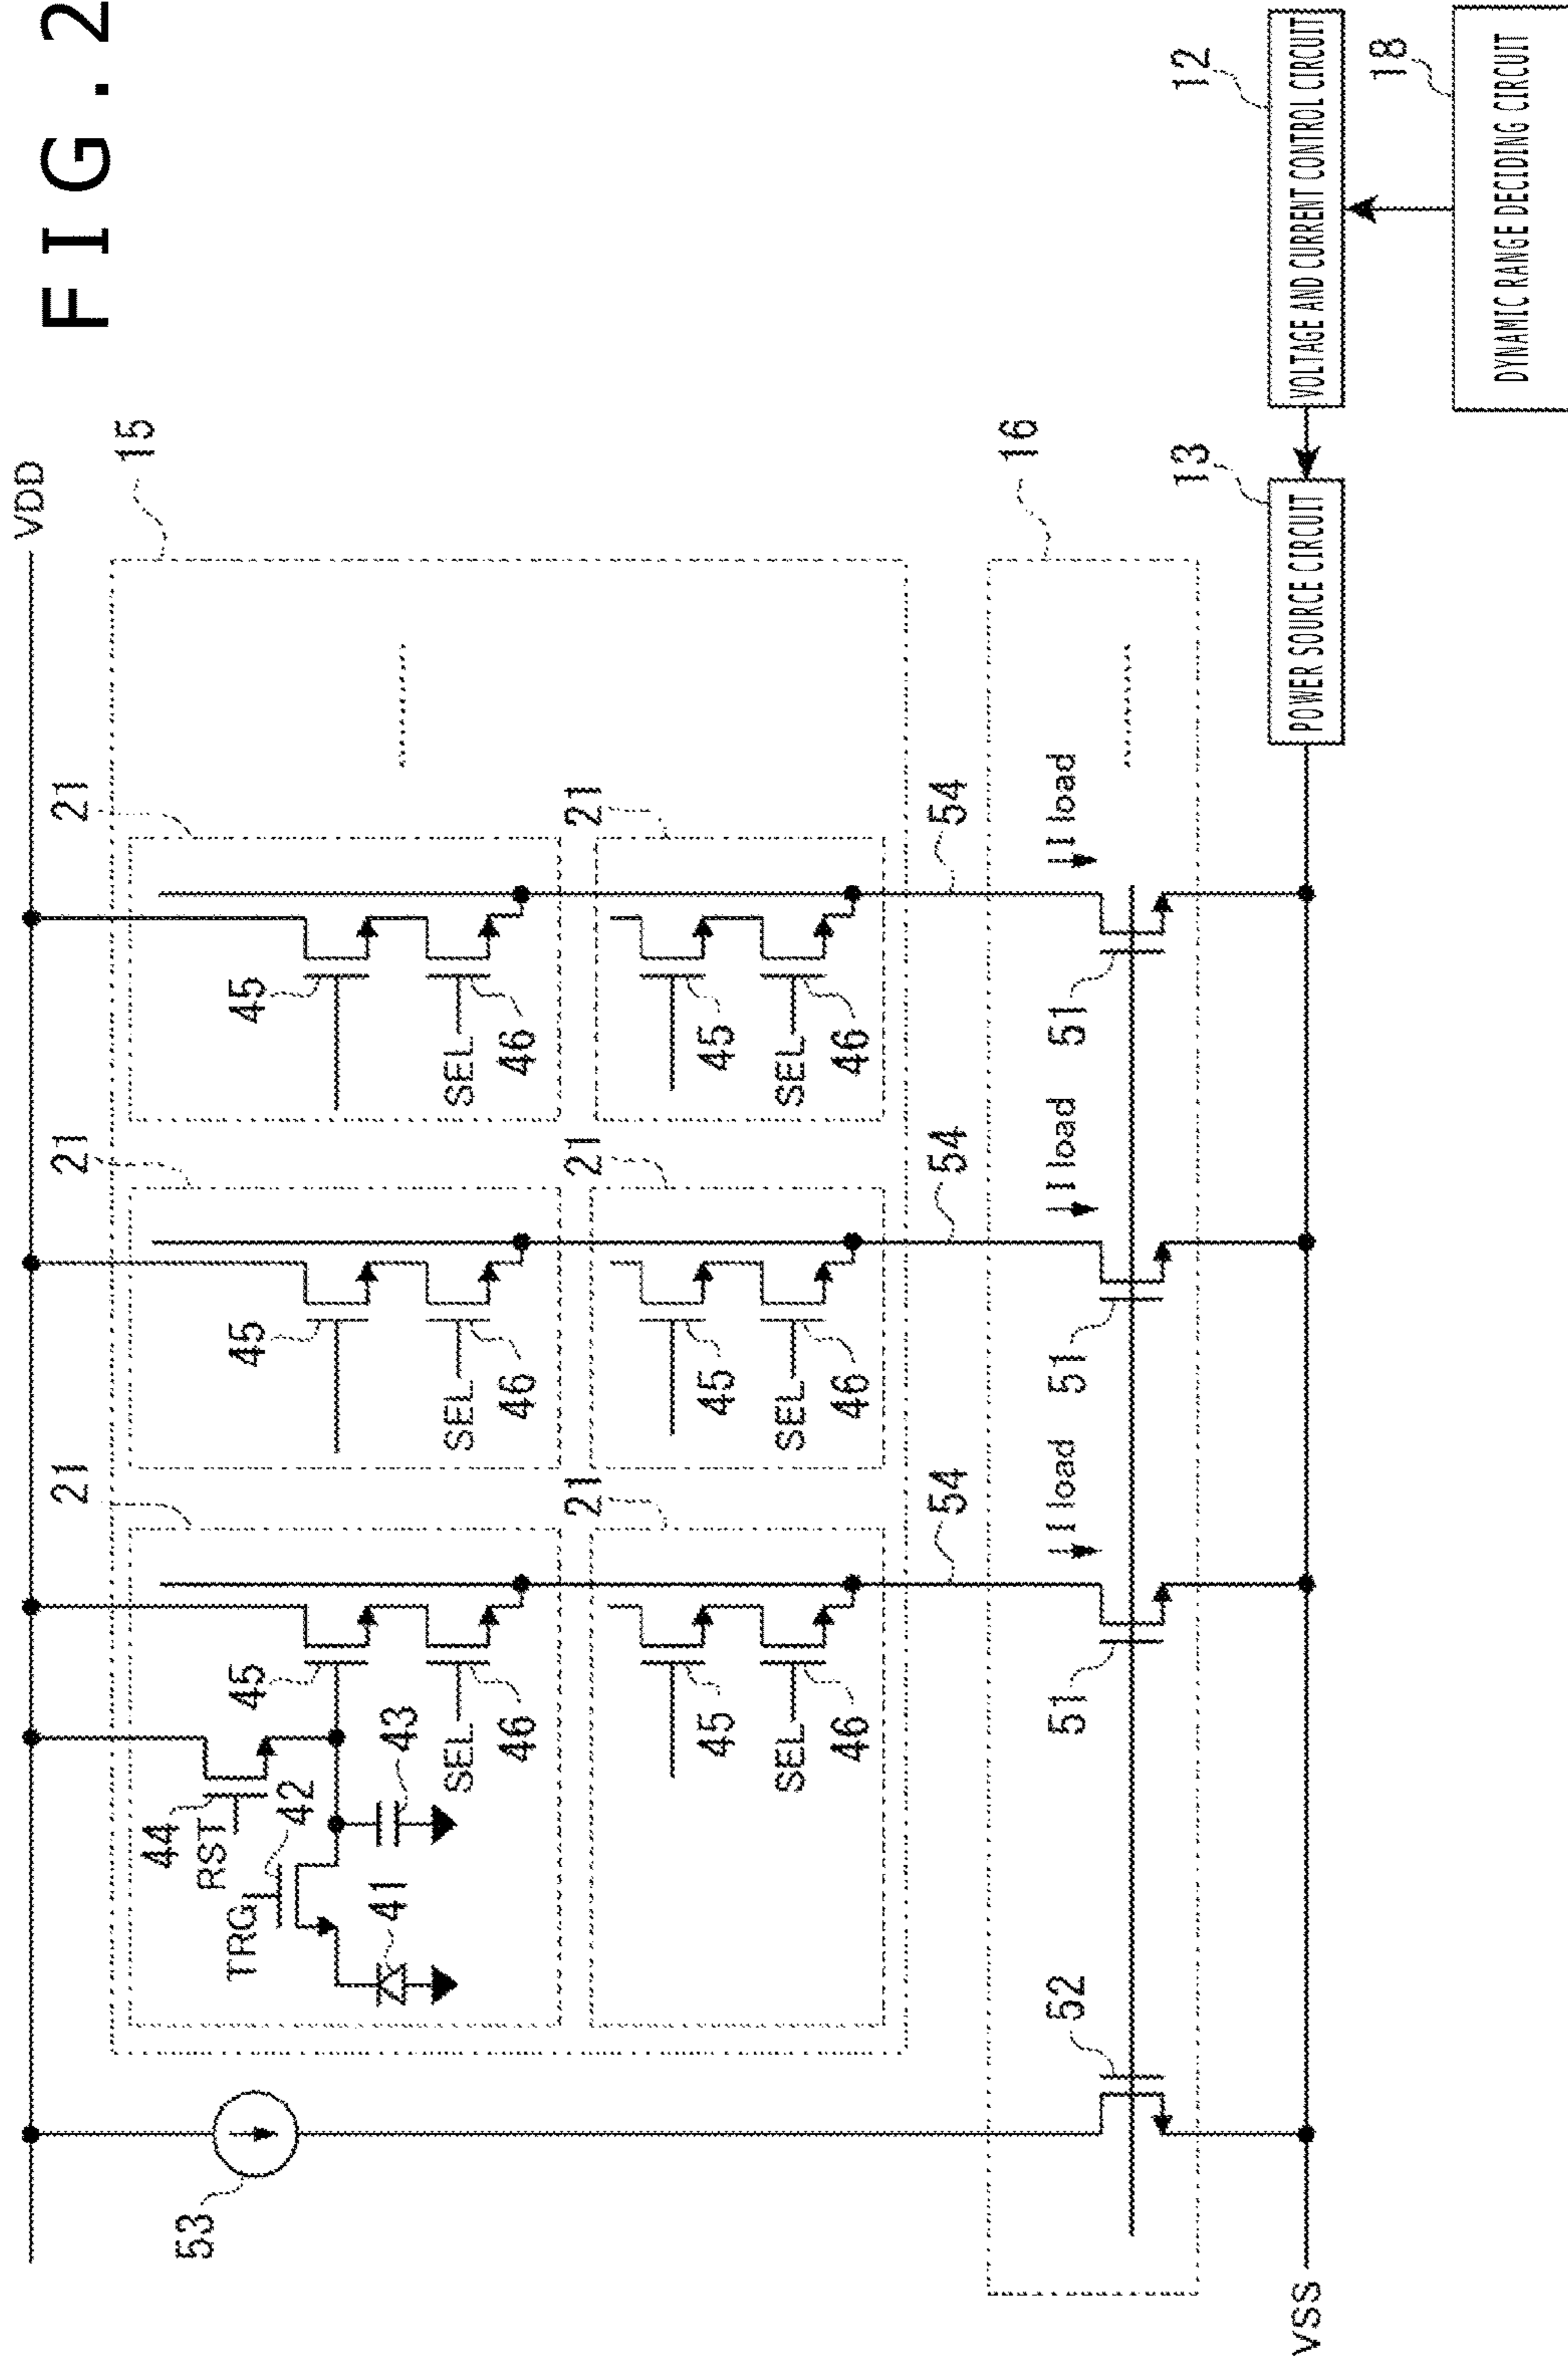 FIG.2
VDD
21
21
21
15
44
53
RST
TRG
45
45
45
42
41
43
SEL
SEL
SEL
46
46
46
21
21
21
45
45
45
SEL
SEL
SEL
46
46
46
54
54
54
16
I load
I load
I load
52
51
51
51
13
12
VSS
POWER SOURCE CIRCUIT
VOLTAGE AND CURRENT CONTROL CIRCUIT
18
DYNAMIC RANGE DECIDING CIRCUIT